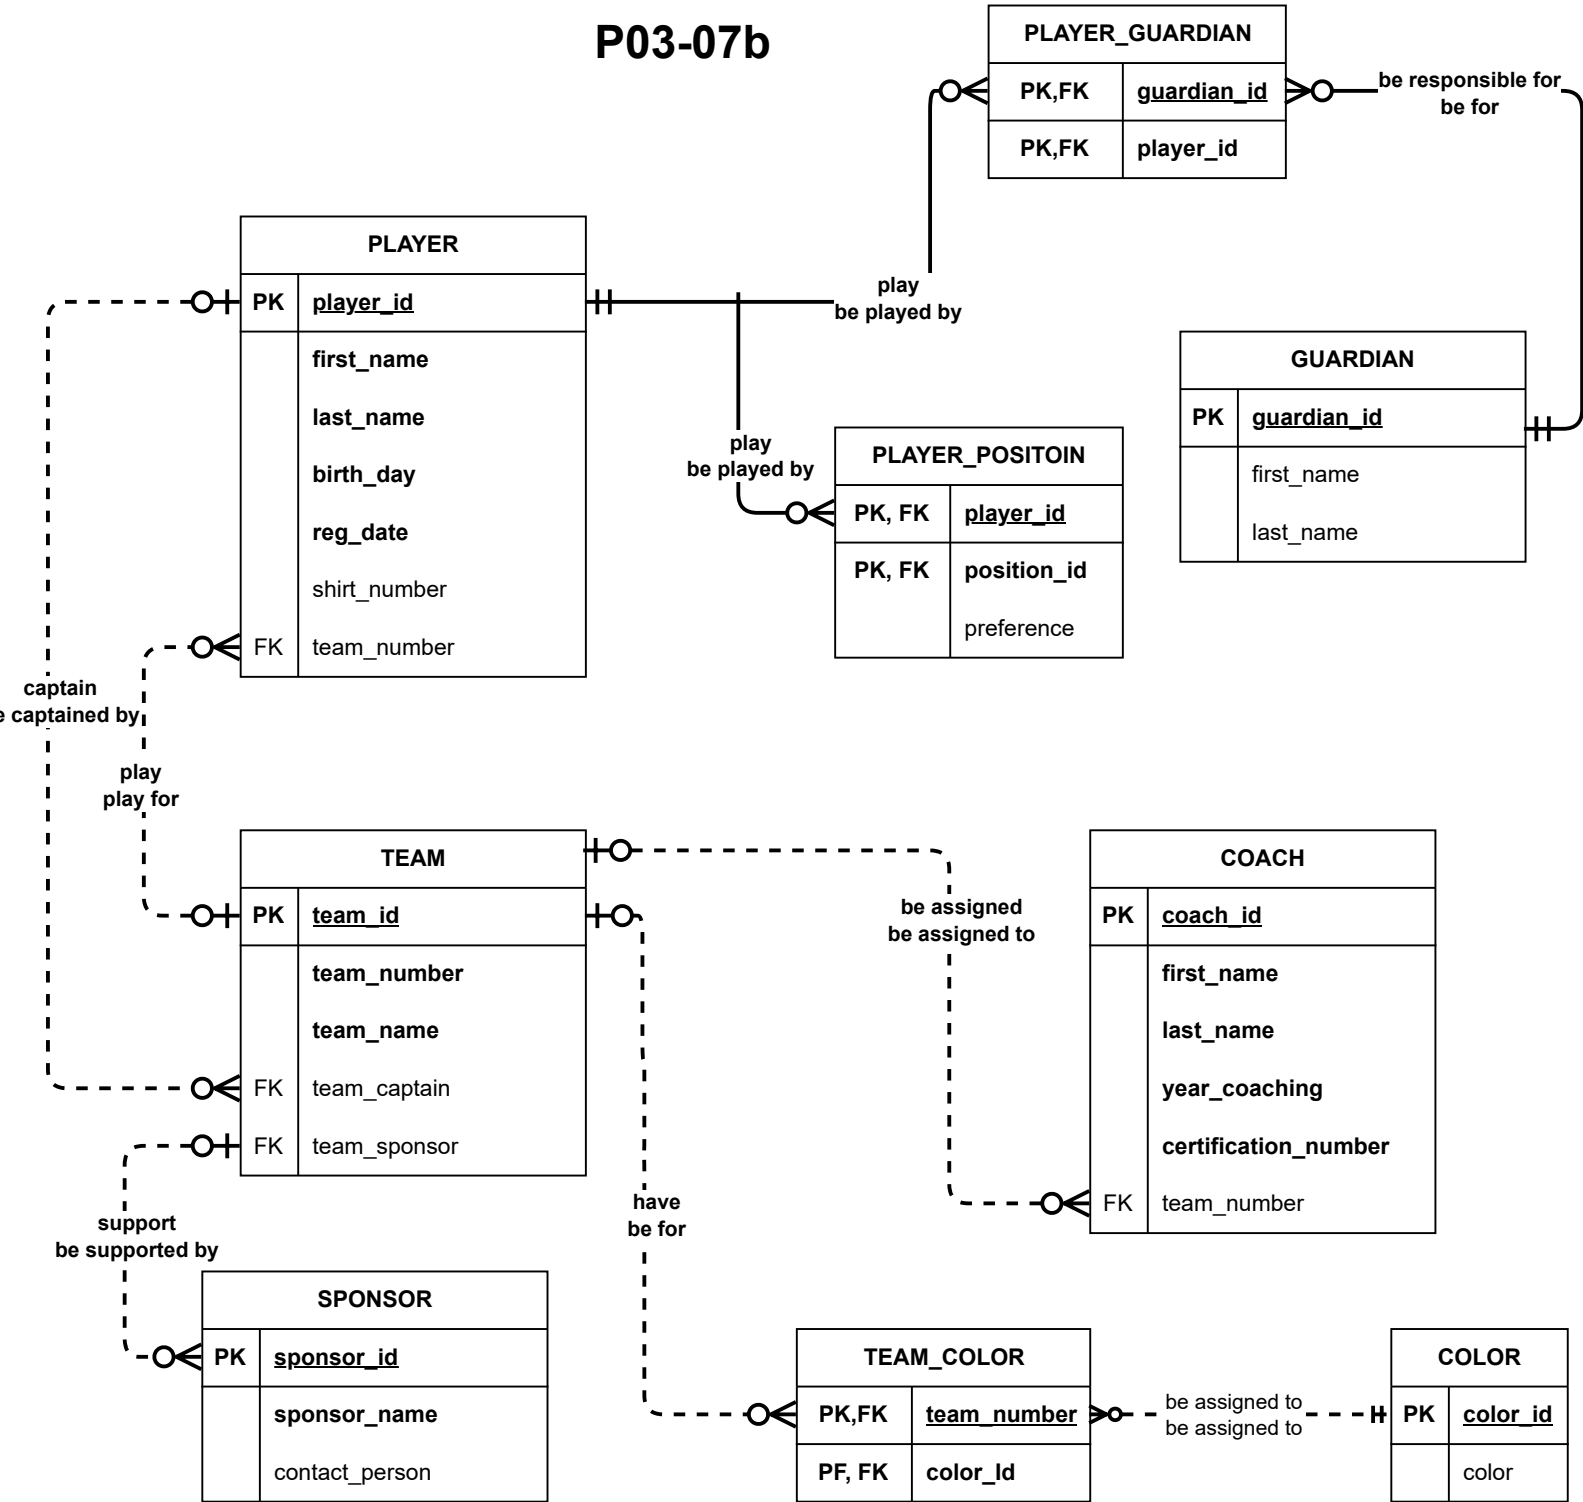 P03-07b
PLAYER_GUARDIAN
PK,FK guardian_id
PK,FK player_id
be responsible for
be for
PLAYER
PK player_id
first_name
last_name
birth_day
reg_date
shirt_number
FK team_number
play
be played by
play
be played by
PLAYER_POSITOIN
PK, FK player_id
PK, FK position_id
preference
GUARDIAN
PK guardian_id
first_name
last_name
captain
e captained by
play
play for
TEAM
PK team_id
team_number
team_name
FK team_captain
FK team_sponsor
be assigned
be assigned to
COACH
PK coach_id
first_name
last_name
year_coaching
certification_number
FK team_number
support
be supported by
have
be for
SPONSOR
PK sponsor_id
sponsor_name
contact_person
TEAM_COLOR
PK,FK team_number
PF, FK color_Id
be assigned to
be assigned to
COLOR
PK color_id
color